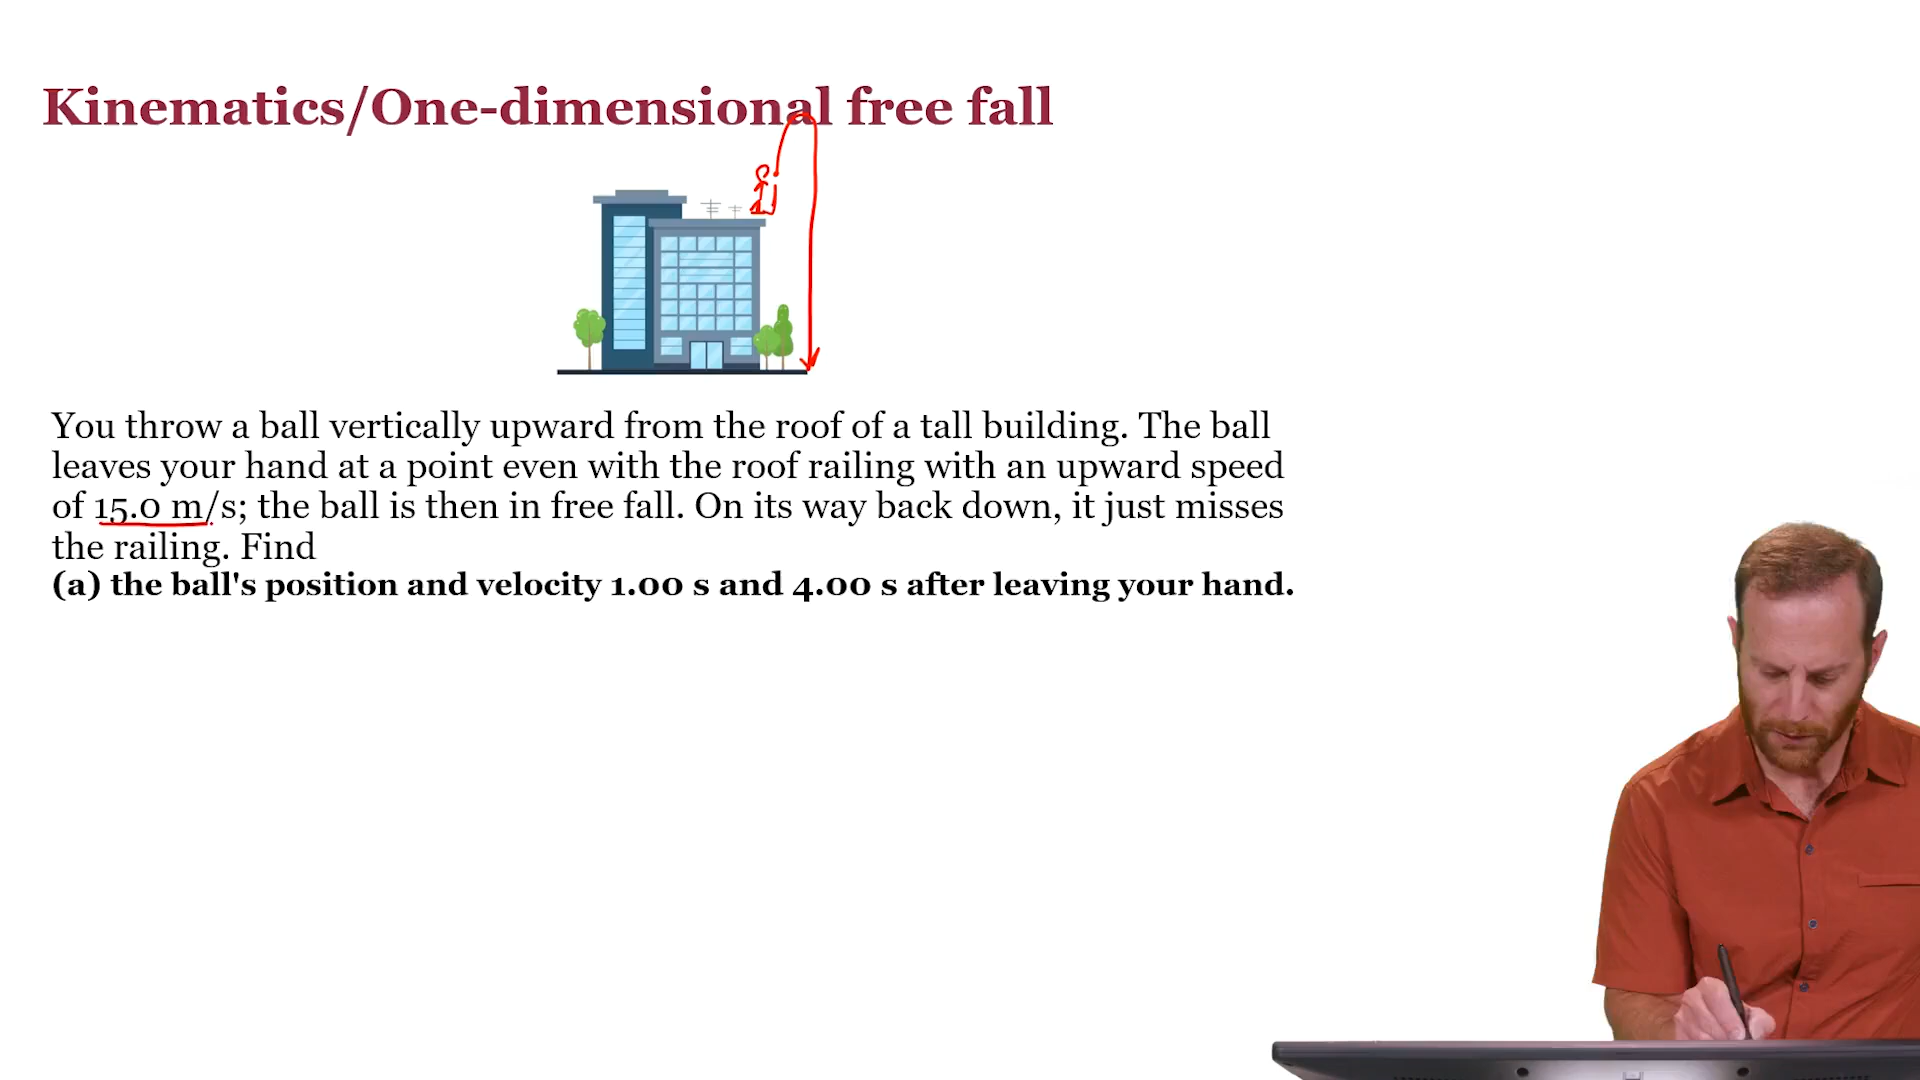 Kinematics/One-dimensional free fall
You throw a ball vertically upward from the roof of a tall building. The ball
leaves your hand at a point even with the roof railing with an upward speed
of 15.0 m/s; the ball is then in free fall. On its way back down, it just misses
the railing. Find
(a) the ball's position and velocity 1.00 s and 4.00 s after leaving your hand.